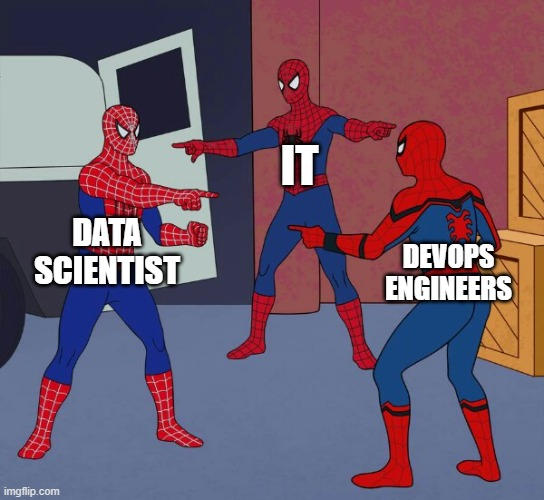 IT
DATA
SCIENTIST
DEVOPS
ENGINEERS
imgflip.com